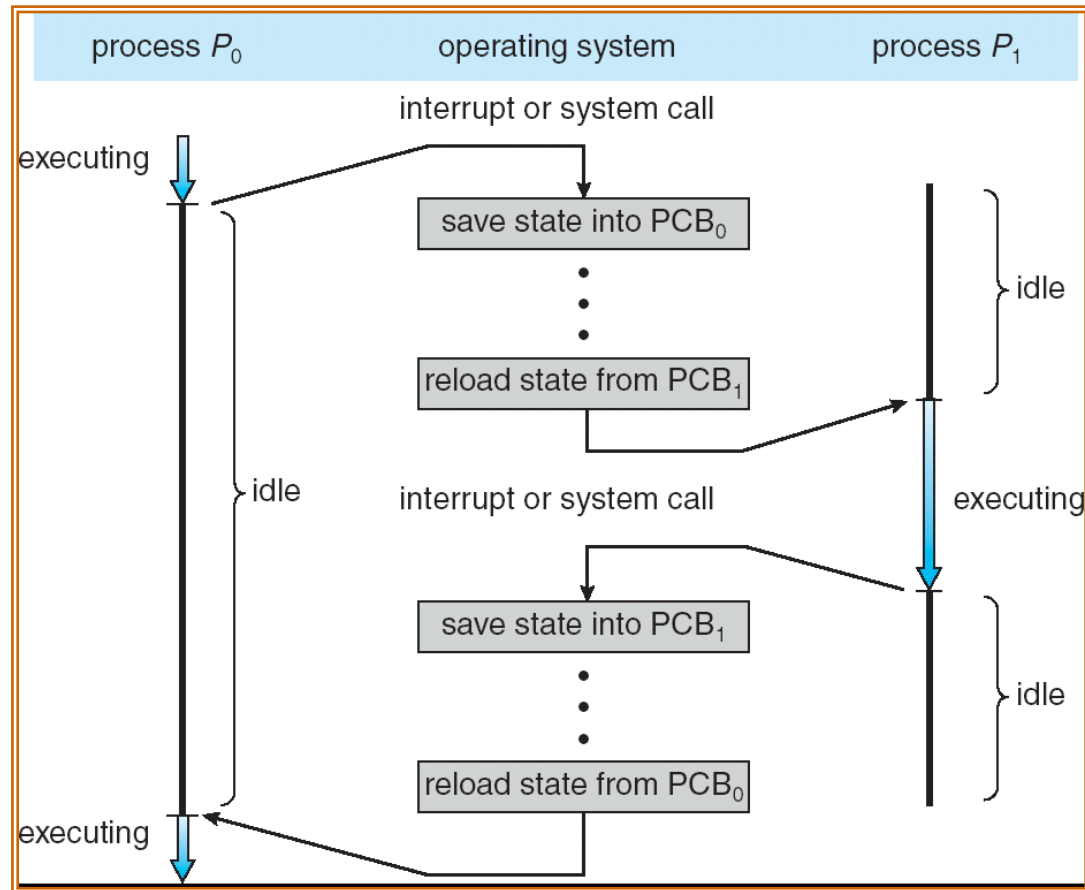 process P₀ operating system process P₁
interrupt or system call
executing
save state into PCB₀
idle
reload state from PCB₁
idle
interrupt or system call
executing
save state into PCB₁
idle
reload state from PCB₀
executing